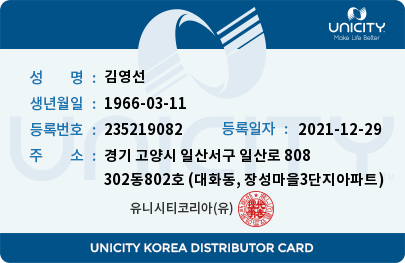 UNICITY
Make Life Better
성 명 : 김영선
생년월일 : 1966-03-11
등록번호 : 235219082 등록일자 : 2021-12-29
주 소 : 경기 고양시 일산서구 일산로 808
302동802호 (대화동, 장성마을3단지아파트)
유니시티코리아(유)
UNICITY
UNICITY KOREA DISTRIBUTOR CARD